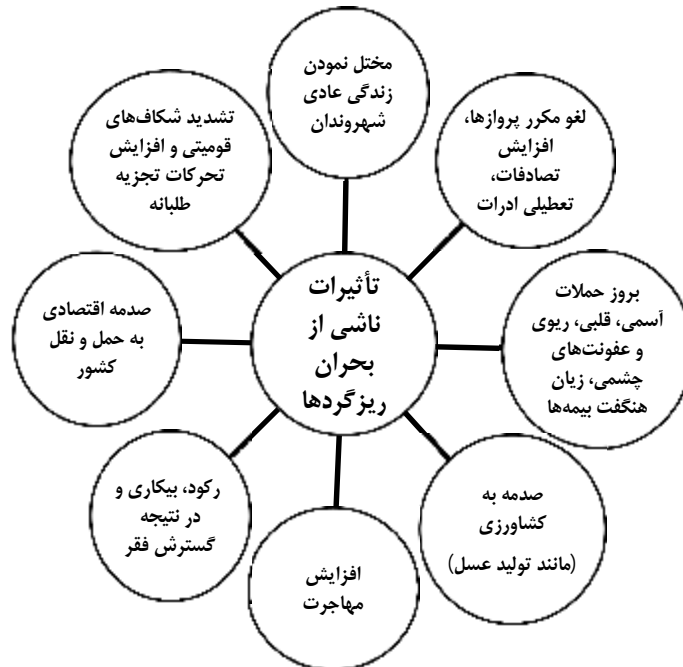 مختل نمودن
زندگی عادی
شهروندان
لغو مکرر پروازها،
افزایش
تصادفات،
تعطیلی ادرات
بروز حملات
آسمی، قلبی، ریوی
و عفونت‌های
چشمی، زیان
هنگفت بیمه‌ها
صدمه به
کشاورزی
(مانند تولید عسل)
افزایش
مهاجرت
رکود، بیکاری و
در نتیجه
گسترش فقر
صدمه اقتصادی
به حمل و نقل
کشور
تشدید شکاف‌های
قومیتی و افزایش
تحرکات تجزیه
طلبانه
تأثیرات
ناشی از
بحران
ریزگردها